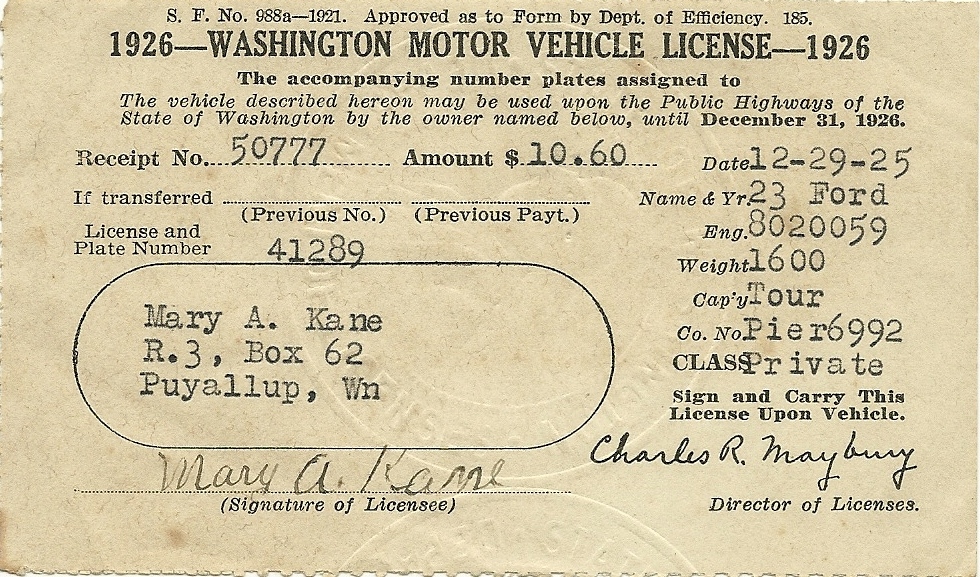 S. F. No. 988a—1921. Approved as to Form by Dept. of Efficiency. 185.
1926—WASHINGTON MOTOR VEHICLE LICENSE—1926
The accompanying number plates assigned to
The vehicle described hereon may be used upon the Public Highways of the
State of Washington by the owner named below, until December 31, 1926.
Receipt No. 50777 Amount $ 10.60 Date 12-29-25
If transferred Name & Yr. 23 Ford
(Previous No.) (Previous Payt.)
License and
Plate Number 41289 Eng. 8020059
Weight 1600
Cap'y Tour
Mary A. Kane Co. No. Pier6992
R.3, Box 62 CLASS Private
Puyallup, Wn
Sign and Carry This
License Upon Vehicle.
Mary A. Kane Charles R. Maybury
(Signature of Licensee) Director of Licenses.